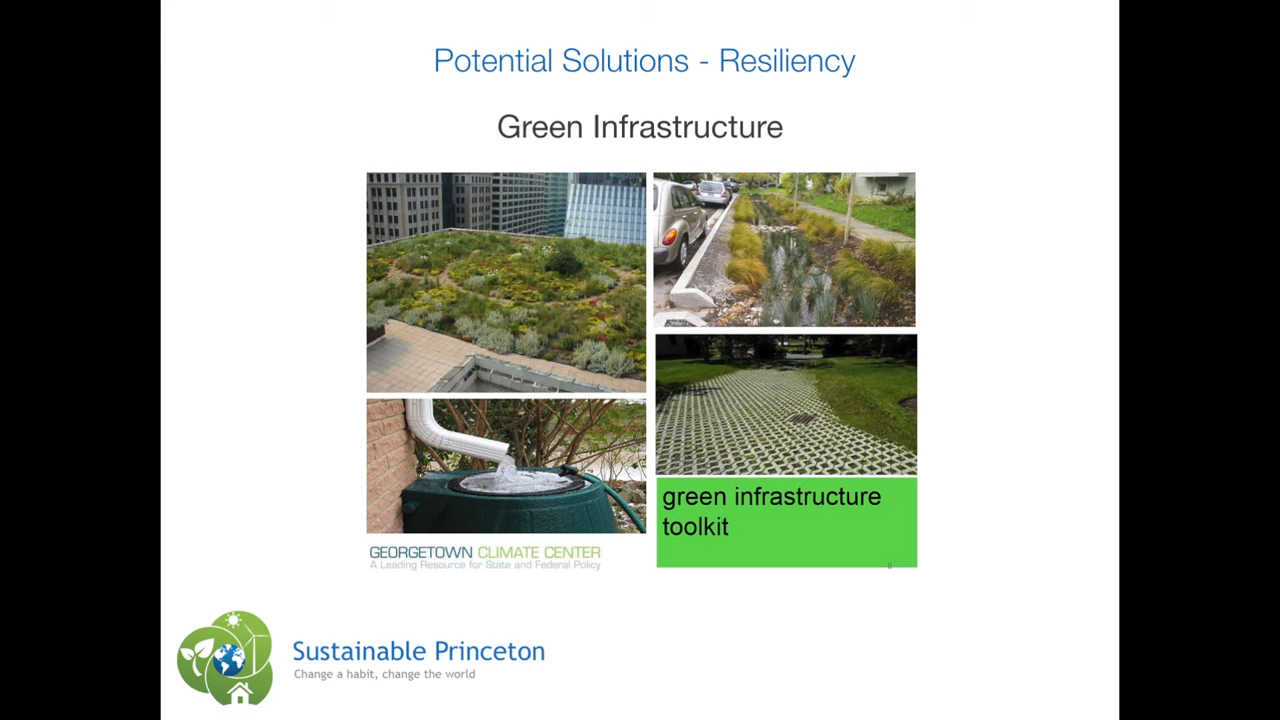 Potential Solutions - Resiliency
Green Infrastructure
green infrastructure
toolkit
GEORGETOWN CLIMATE CENTER
A Leading Resource for State and Federal Policy
Sustainable Princeton
Change a habit, change the world